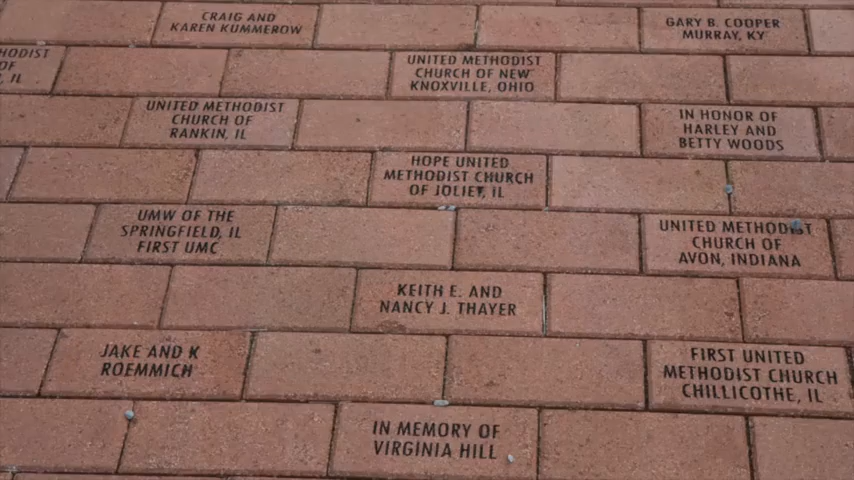 CRAIG AND
KAREN KUMMEROW
GARY B. COOPER
MURRAY, KY
HODIST
OF
, IL
UNITED METHODIST
CHURCH OF NEW
KNOXVILLE, OHIO
UNITED METHODIST
CHURCH OF
RANKIN, IL
IN HONOR OF
HARLEY AND
BETTY WOODS
HOPE UNITED
METHODIST CHURCH
OF JOLIET, IL
UMW OF THE
SPRINGFIELD, IL
FIRST UMC
UNITED METHODIST
CHURCH OF
AVON, INDIANA
KEITH E. AND
NANCY J. THAYER
JAKE AND K
ROEMMICH
FIRST UNITED
METHODIST CHURCH
CHILLICOTHE, IL
IN MEMORY OF
VIRGINIA HILL